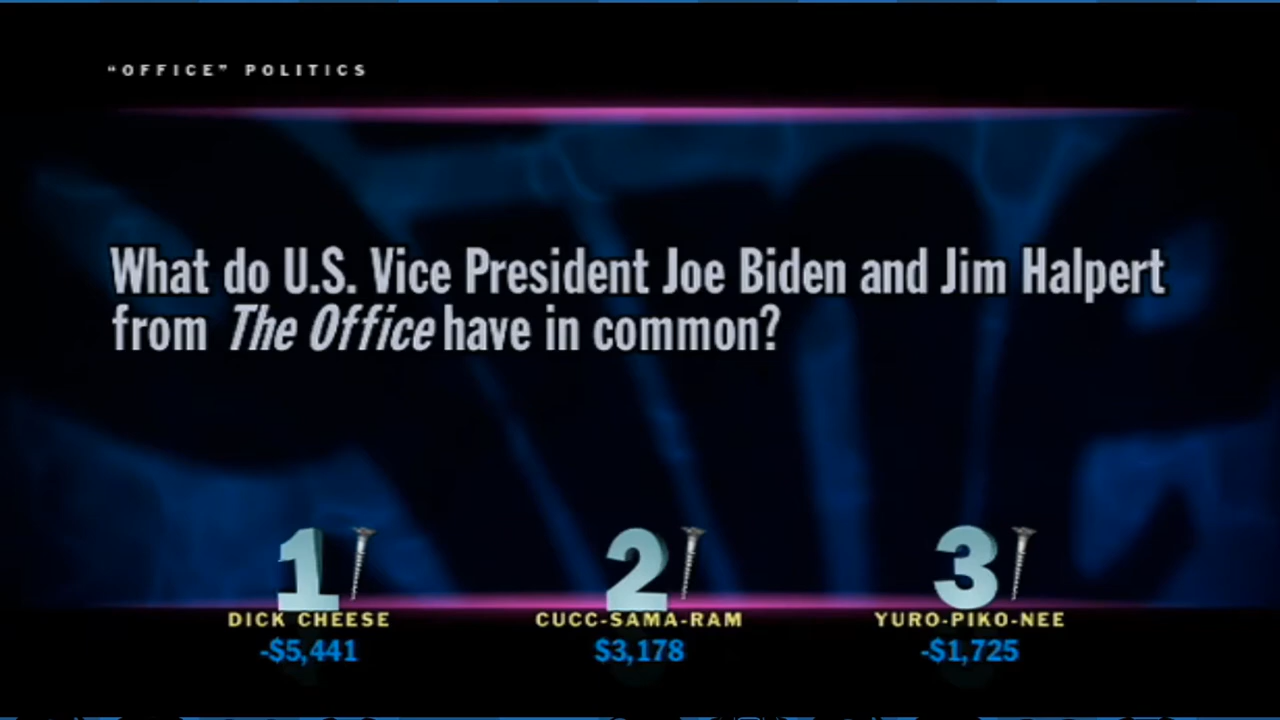 "OFFICE" POLITICS
What do U.S. Vice President Joe Biden and Jim Halpert
from The Office have in common?
1 2 3
DICK CHEESE CUCC-SAMA-RAM YURO-PIKO-NEE
-$5,441 $3,178 -$1,725